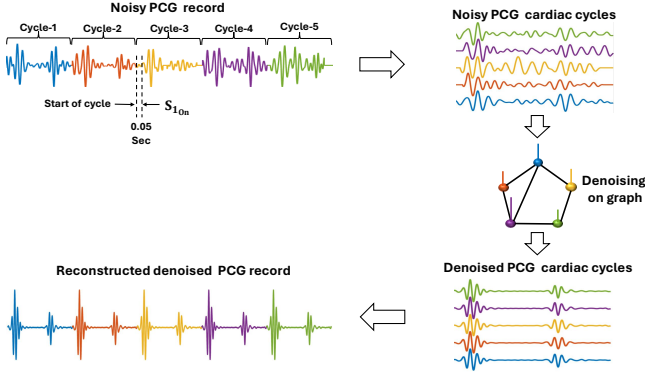 Noisy PCG record
Cycle-1 Cycle-2 Cycle-3 Cycle-4 Cycle-5
Start of cycle
S1On
0.05
Sec
Noisy PCG cardiac cycles
Denoising
on graph
Denoised PCG cardiac cycles
Reconstructed denoised PCG record